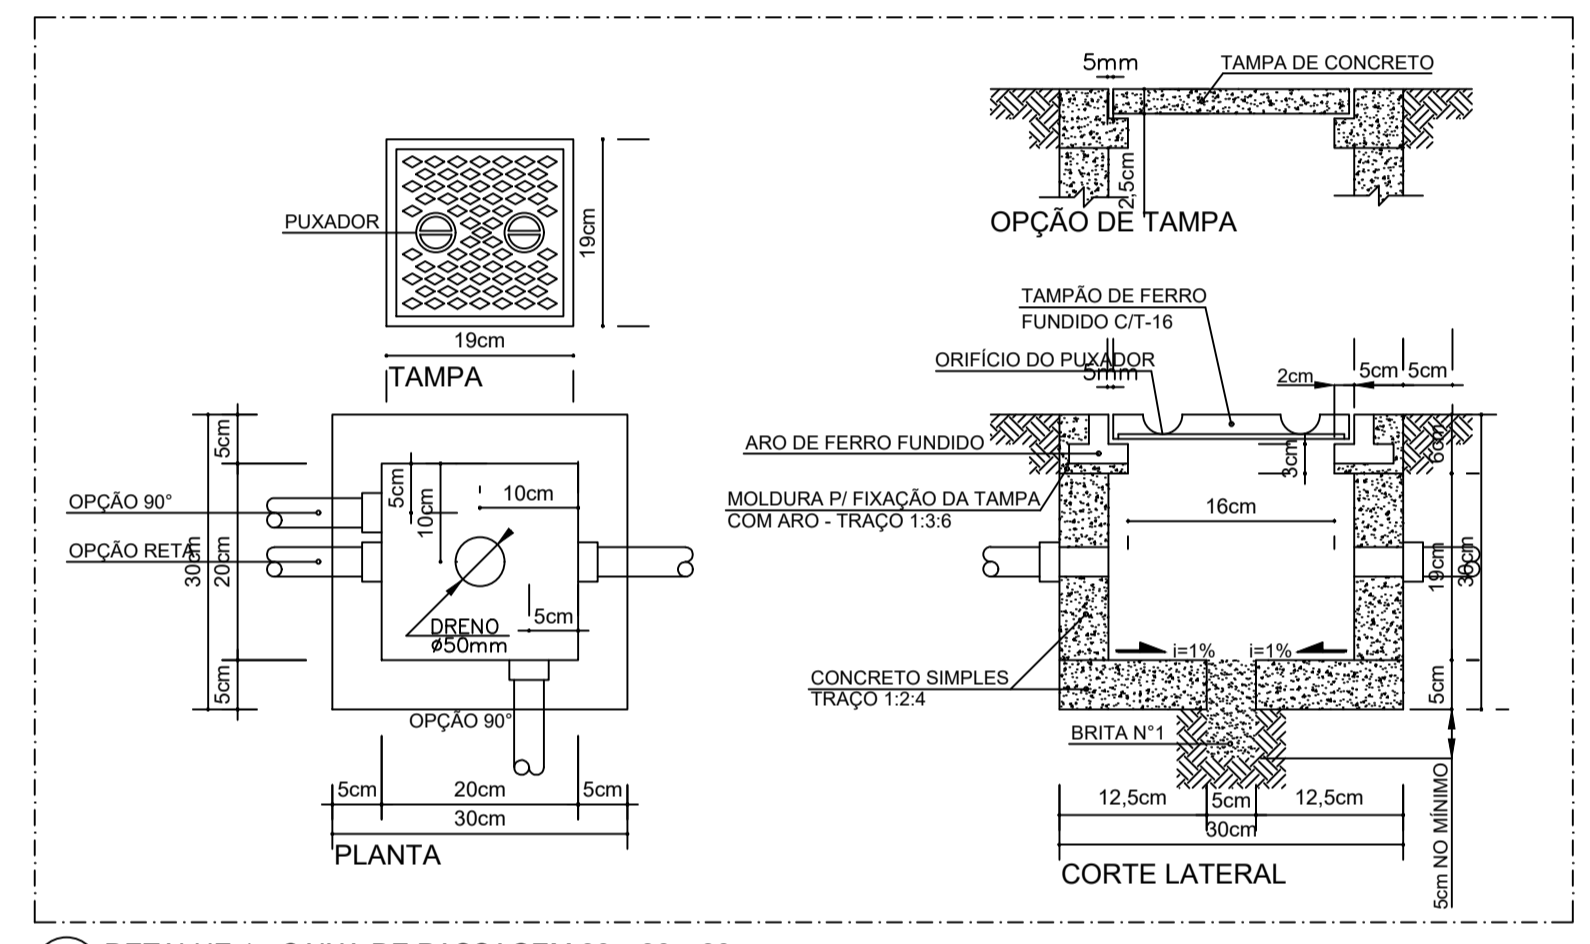 PUXADOR
19cm
19cm
TAMPA
5mm
TAMPA DE CONCRETO
2,5cm
OPÇÃO DE TAMPA
5cm
OPÇÃO 90°
OPÇÃO RETA
30cm
20cm
5cm
5cm
10cm
10cm
DRENO
ø50mm
5cm
OPÇÃO 90°
5cm
20cm
5cm
30cm
PLANTA
TAMPÃO DE FERRO
FUNDIDO C/T-16
ORIFÍCIO DO PUXADOR
5mm
2cm
5cm
5cm
ARO DE FERRO FUNDIDO
3cm
6cm
MOLDURA P/ FIXAÇÃO DA TAMPA
COM ARO - TRAÇO 1:3:6
16cm
19cm
30cm
i=1%
i=1%
CONCRETO SIMPLES
TRAÇO 1:2:4
5cm
BRITA N°1
5cm NO MÍNIMO
12,5cm
5cm
12,5cm
30cm
CORTE LATERAL